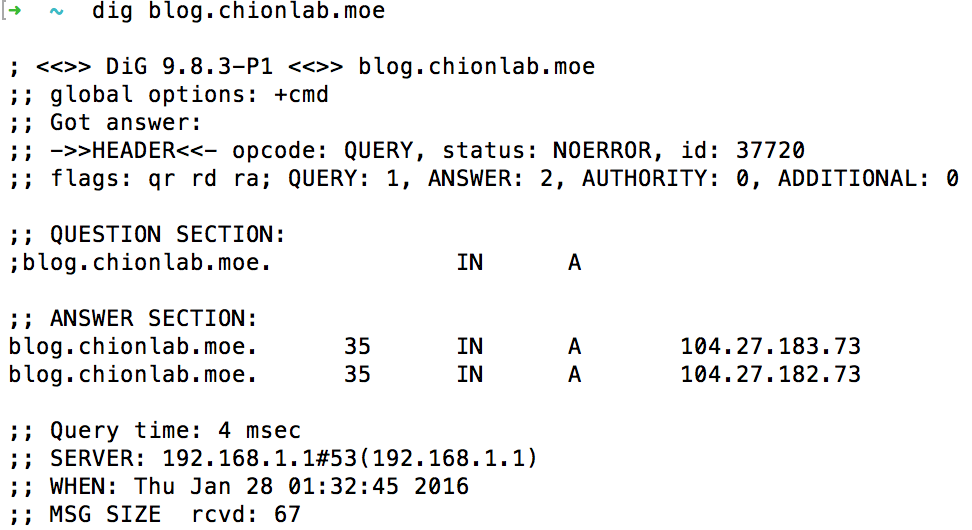 [➜  ~  dig blog.chionlab.moe
; <<>> DiG 9.8.3-P1 <<>> blog.chionlab.moe
;; global options: +cmd
;; Got answer:
;; ->>HEADER<<- opcode: QUERY, status: NOERROR, id: 37720
;; flags: qr rd ra; QUERY: 1, ANSWER: 2, AUTHORITY: 0, ADDITIONAL: 0
;; QUESTION SECTION:
;blog.chionlab.moe. IN A
;; ANSWER SECTION:
blog.chionlab.moe. 35 IN A 104.27.183.73
blog.chionlab.moe. 35 IN A 104.27.182.73
;; Query time: 4 msec
;; SERVER: 192.168.1.1#53(192.168.1.1)
;; WHEN: Thu Jan 28 01:32:45 2016
;; MSG SIZE  rcvd: 67